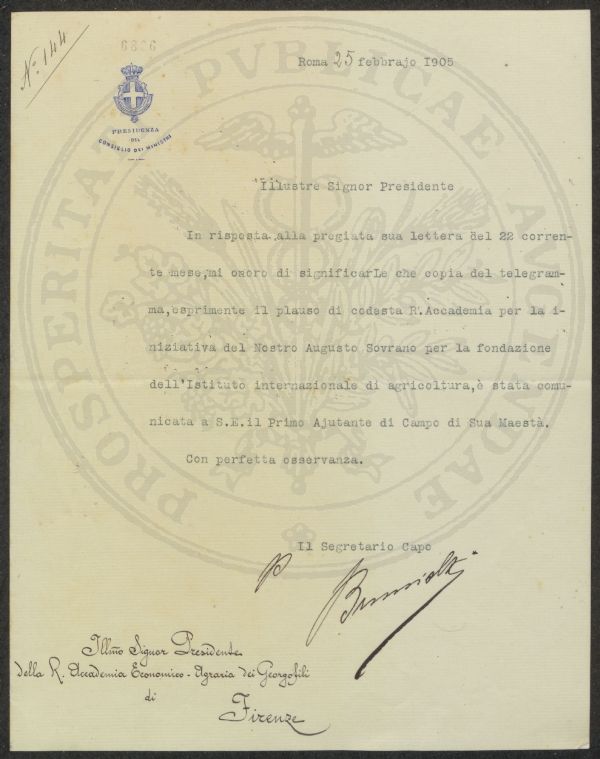 N.° 144
6806
Roma 25 febbrajo 1905
PRESIDENZA
DEL
CONSIGLIO DEI MINISTRI
PROSPERITATI PVBLICAE AVGENDAE
Illustre Signor Presidente
In risposta alla pregiata sua lettera del 22 corren-
te mese, mi onoro di significarLe che copia del telegram-
ma, esprimente il plauso di codesta R. Accademia per la i-
niziativa del Nostro Augusto Sovrano per la fondazione
dell'Istituto internazionale di agricoltura, è stata comu-
nicata a S.E. il Primo Ajutante di Campo di Sua Maestà.
Con perfetta osservanza.
Il Segretario Capo
Illmo Signor Presidente
della R. Accademia Economico-Agraria dei Georgofili
di
Firenze